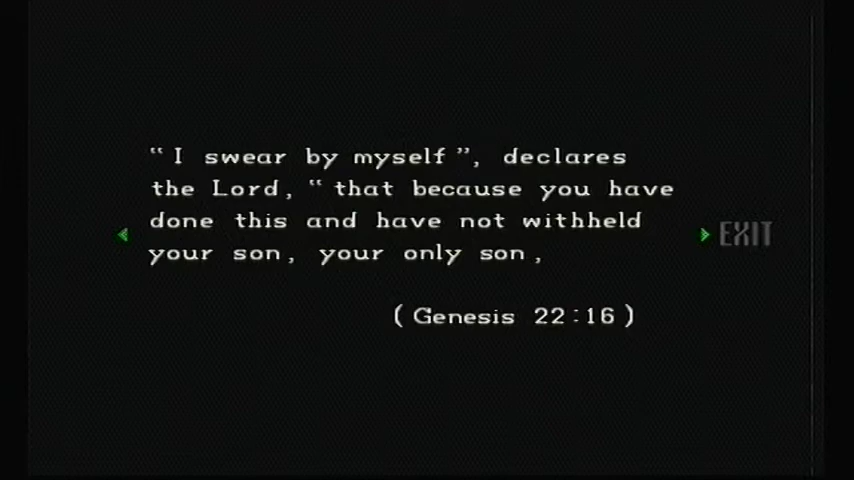 “I swear by myself”, declares
the Lord, “that because you have
done this and have not withheld
your son, your only son,
EXIT
(Genesis 22:16)